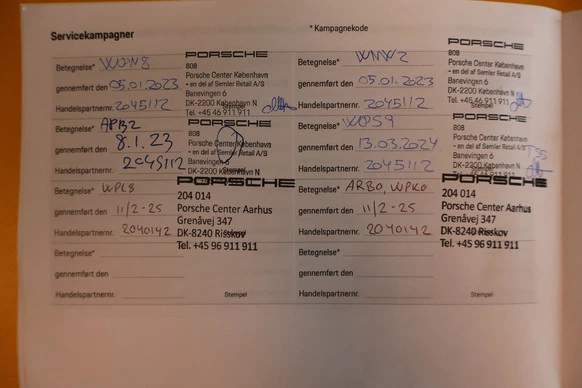 Servicekampagner
* Kampagnekode
Betegnelse* WON8
gennemført den 05.01.2023
Handelspartnernr. 2045112
PORSCHE
808
Porsche Center København
- en del af Semler Retail A/S
Banevingen 6
DK-2200 København N
Tel. +45 46 911 911
Betegnelse* WNN2
gennemført den 05.01.2023
Handelspartnernr. 2045112
PORSCHE
808
Porsche Center København
- en del af Semler Retail A/S
Banevingen 6
DK-2200 København N
Tel. +45 46 911 911
Betegnelse* APB2
gennemført den 8.1.23
Handelspartnernr. 2045112
PORSCHE
808
Porsche Center København
- en del af Semler Retail A/S
Banevingen 6
DK-2200 København N
Betegnelse* WPS9
gennemført den 13.03.2024
Handelspartnernr. 2045112
PORSCHE
808
Porsche Center København
- en del af Semler Retail A/S
Banevingen 6
DK-2200 København N
Betegnelse* WPL8
gennemført den 11/2-25
Handelspartnernr. 2040142
PORSCHE
204 014
Porsche Center Aarhus
Grenåvej 347
DK-8240 Risskov
Tel. +45 96 911 911
Betegnelse* ARB0, WPK0
gennemført den 11/2-25
Handelspartnernr. 2040142
PORSCHE
204 014
Porsche Center Aarhus
Grenåvej 347
DK-8240 Risskov
Tel. +45 96 911 911
Betegnelse*
gennemført den
Handelspartnernr.
Stempel
Betegnelse*
gennemført den
Handelspartnernr.
Stempel